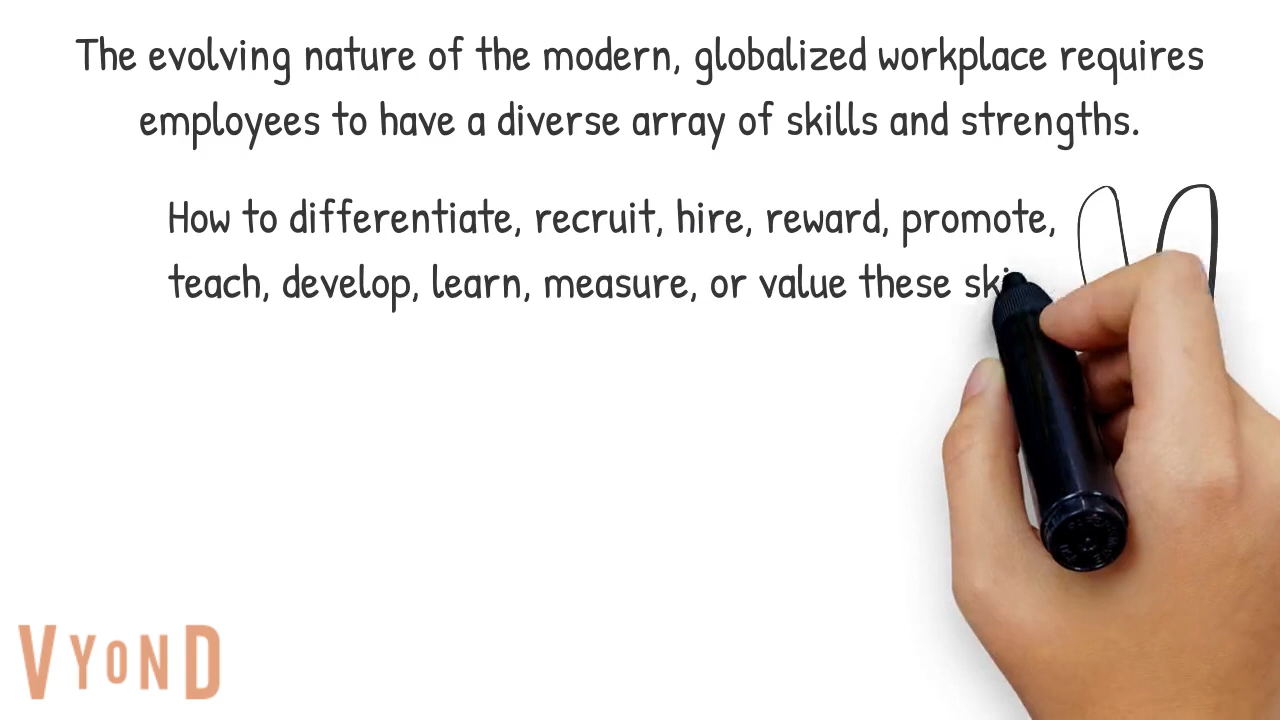 The evolving nature of the modern, globalized workplace requires
employees to have a diverse array of skills and strengths.
How to differentiate, recruit, hire, reward, promote,
teach, develop, learn, measure, or value these
VYOND